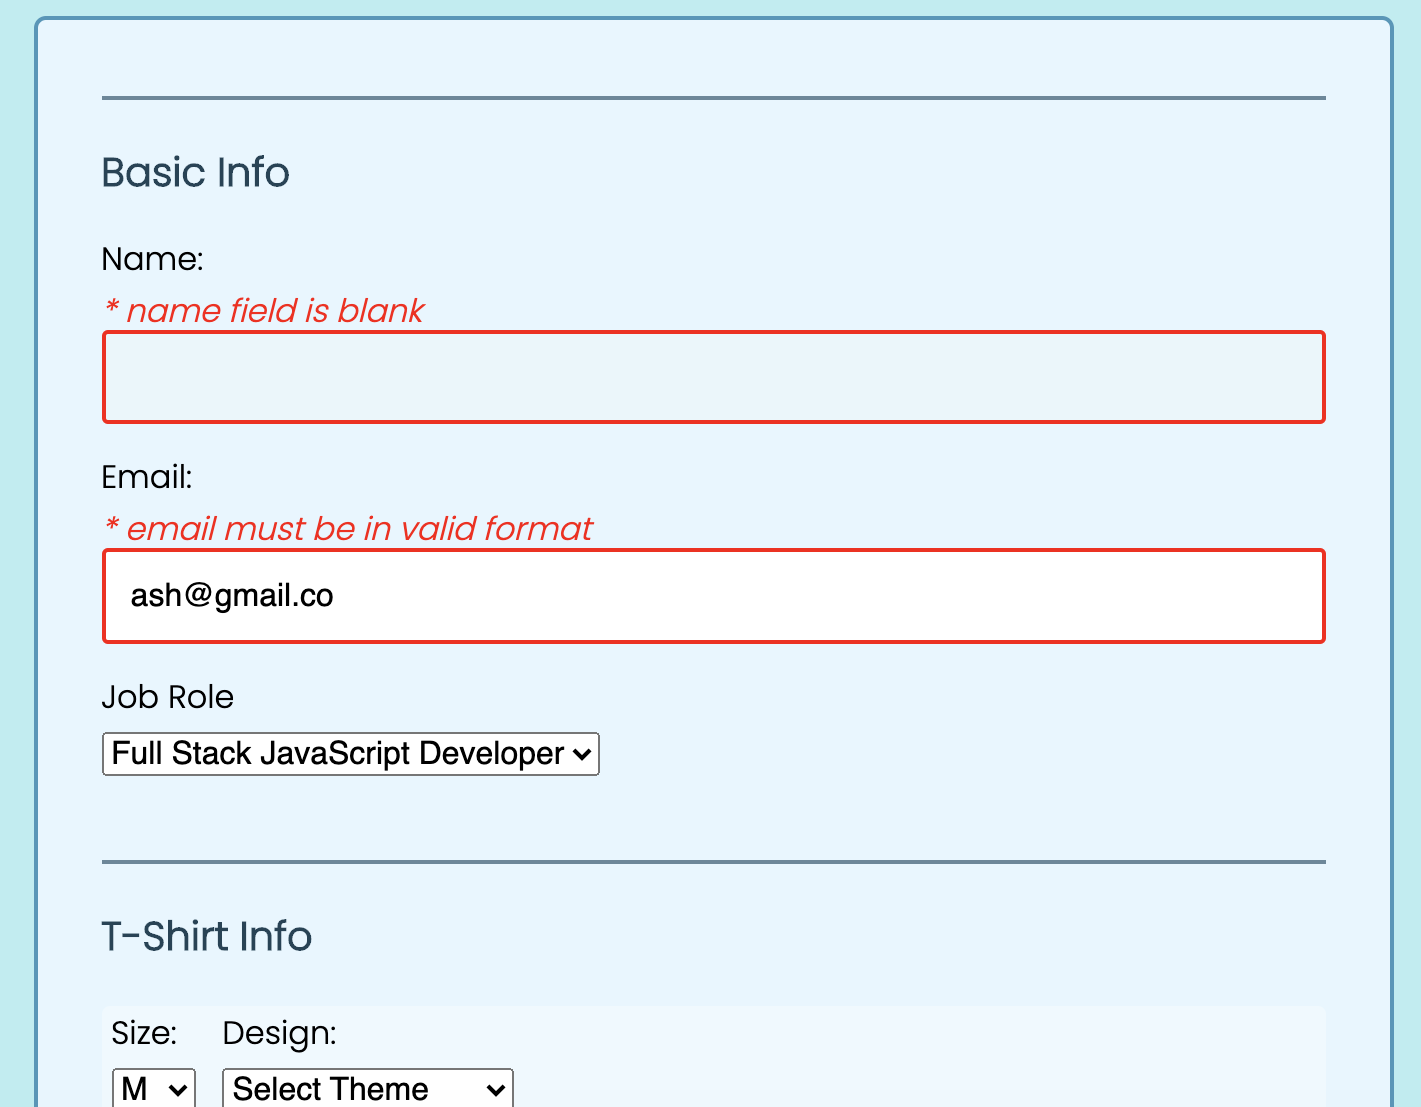 Basic Info
Name:
* name field is blank
Email:
* email must be in valid format
ash@gmail.co
Job Role
Full Stack JavaScript Developer
T-Shirt Info
Size: Design:
M Select Theme